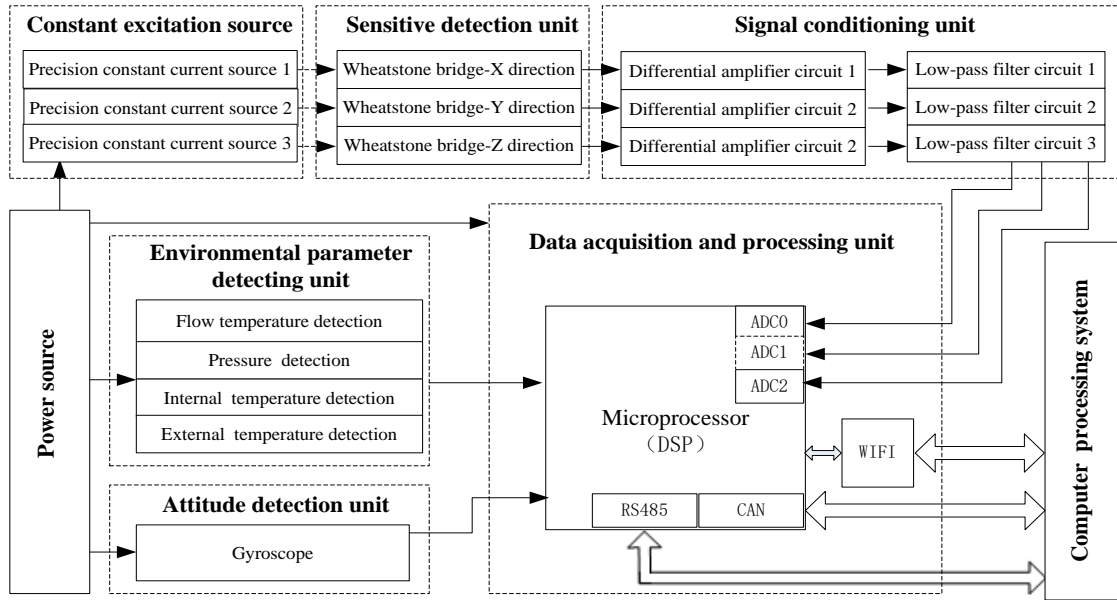 Constant excitation source
Precision constant current source 1
Precision constant current source 2
Precision constant current source 3
Sensitive detection unit
Wheatstone bridge-X direction
Wheatstone bridge-Y direction
Wheatstone bridge-Z direction
Signal conditioning unit
Differential amplifier circuit 1
Differential amplifier circuit 2
Differential amplifier circuit 2
Low-pass filter circuit 1
Low-pass filter circuit 2
Low-pass filter circuit 3
Power source
Environmental parameter
detecting unit
Flow temperature detection
Pressure detection
Internal temperature detection
External temperature detection
Attitude detection unit
Gyroscope
Data acquisition and processing unit
ADC0
ADC1
ADC2
Microprocessor
（DSP）
RS485
CAN
WIFI
Computer processing system